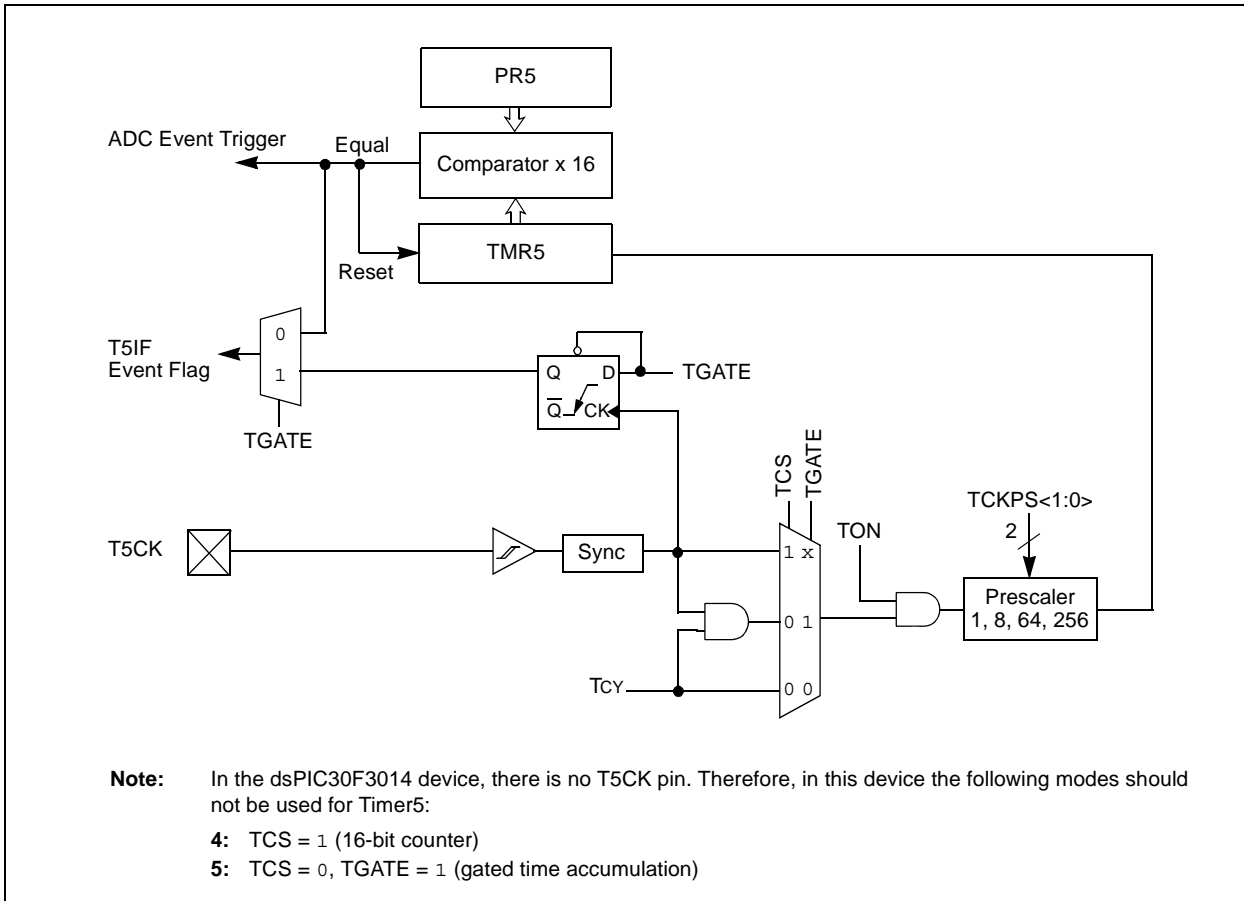 PR5
ADC Event Trigger
Equal
Comparator x 16
TMR5
Reset
0
1
T5IF
Event Flag
TGATE
Q D
Q CK
TGATE
TCS
TGATE
TCKPS<1:0>
2
TON
T5CK
Sync
1 x
Prescaler
1, 8, 64, 256
0 1
TCY
0 0
Note: In the dsPIC30F3014 device, there is no T5CK pin. Therefore, in this device the following modes should
not be used for Timer5:
4: TCS = 1 (16-bit counter)
5: TCS = 0, TGATE = 1 (gated time accumulation)